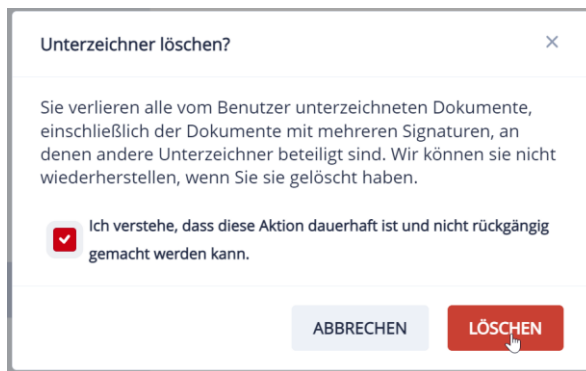 Unterzeichner löschen?
Sie verlieren alle vom Benutzer unterzeichneten Dokumente,
einschließlich der Dokumente mit mehreren Signaturen, an
denen andere Unterzeichner beteiligt sind. Wir können sie nicht
wiederherstellen, wenn Sie sie gelöscht haben.
Ich verstehe, dass diese Aktion dauerhaft ist und nicht rückgängig
gemacht werden kann.
ABBRECHEN
LÖSCHEN